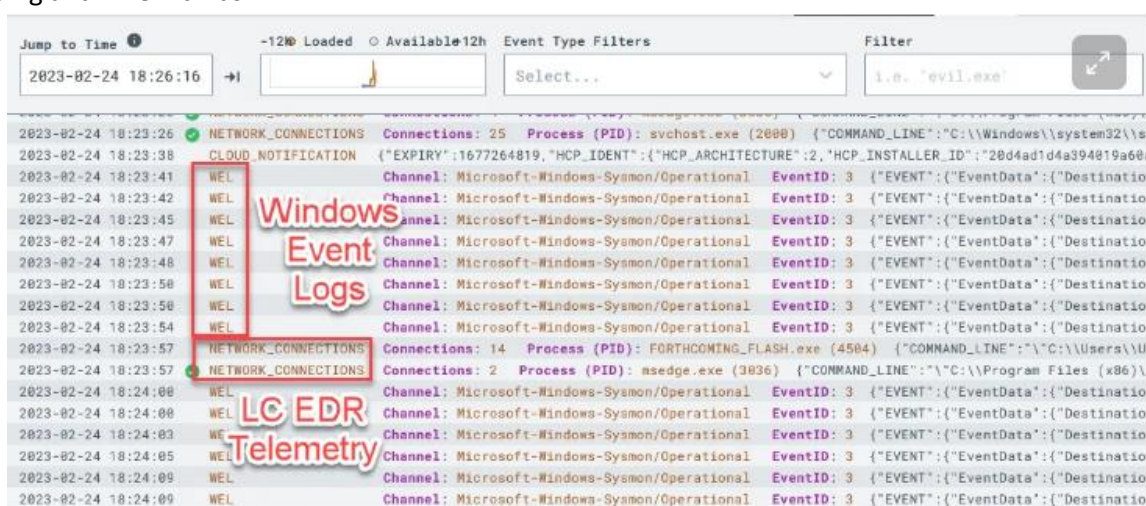 Jump to Time -12h Loaded Available +12h Event Type Filters Filter
2023-02-24 18:26:16 Select... i.e. 'evil.exe'
2023-02-24 18:23:26 NETWORK_CONNECTIONS Connections: 25 Process (PID): svchost.exe (2000) {"COMMAND_LINE":"C:\\Windows\\system32\\s
2023-02-24 18:23:38 CLOUD_NOTIFICATION {"EXPIRY":1677264819,"HCP_IDENT":{"HCP_ARCHITECTURE":2,"HCP_INSTALLER_ID":"20d4ad1d4a394019a60
2023-02-24 18:23:41 WEL Channel: Microsoft-Windows-Sysmon/Operational EventID: 3 {"EVENT":{"EventData":{"Destinatio
2023-02-24 18:23:42 WEL Channel: Microsoft-Windows-Sysmon/Operational EventID: 3 {"EVENT":{"EventData":{"Destinatio
2023-02-24 18:23:45 WEL Channel: Microsoft-Windows-Sysmon/Operational EventID: 3 {"EVENT":{"EventData":{"Destinatio
2023-02-24 18:23:47 WEL Channel: Microsoft-Windows-Sysmon/Operational EventID: 3 {"EVENT":{"EventData":{"Destinatio
2023-02-24 18:23:48 WEL Channel: Microsoft-Windows-Sysmon/Operational EventID: 3 {"EVENT":{"EventData":{"Destinatio
2023-02-24 18:23:50 WEL Channel: Microsoft-Windows-Sysmon/Operational EventID: 3 {"EVENT":{"EventData":{"Destinatio
2023-02-24 18:23:50 WEL Channel: Microsoft-Windows-Sysmon/Operational EventID: 3 {"EVENT":{"EventData":{"Destinatio
2023-02-24 18:23:54 WEL Channel: Microsoft-Windows-Sysmon/Operational EventID: 3 {"EVENT":{"EventData":{"Destinatio
Windows
Event
Logs
2023-02-24 18:23:57 NETWORK_CONNECTIONS Connections: 14 Process (PID): FORTHCOMING_FLASH.exe (4504) {"COMMAND_LINE":"\"C:\\Users\\U
2023-02-24 18:23:57 NETWORK_CONNECTIONS Connections: 2 Process (PID): msedge.exe (3036) {"COMMAND_LINE":"\"C:\\Program Files (x86)\
2023-02-24 18:24:00 WEL Channel: Microsoft-Windows-Sysmon/Operational EventID: 3 {"EVENT":{"EventData":{"Destinatio
2023-02-24 18:24:00 WEL Channel: Microsoft-Windows-Sysmon/Operational EventID: 3 {"EVENT":{"EventData":{"Destinatio
2023-02-24 18:24:03 WEL Channel: Microsoft-Windows-Sysmon/Operational EventID: 3 {"EVENT":{"EventData":{"Destinatio
2023-02-24 18:24:05 WEL Channel: Microsoft-Windows-Sysmon/Operational EventID: 3 {"EVENT":{"EventData":{"Destinatio
2023-02-24 18:24:09 WEL Channel: Microsoft-Windows-Sysmon/Operational EventID: 3 {"EVENT":{"EventData":{"Destinatio
2023-02-24 18:24:09 WEL Channel: Microsoft-Windows-Sysmon/Operational EventID: 3 {"EVENT":{"EventData":{"Destinatio
LC EDR
Telemetry